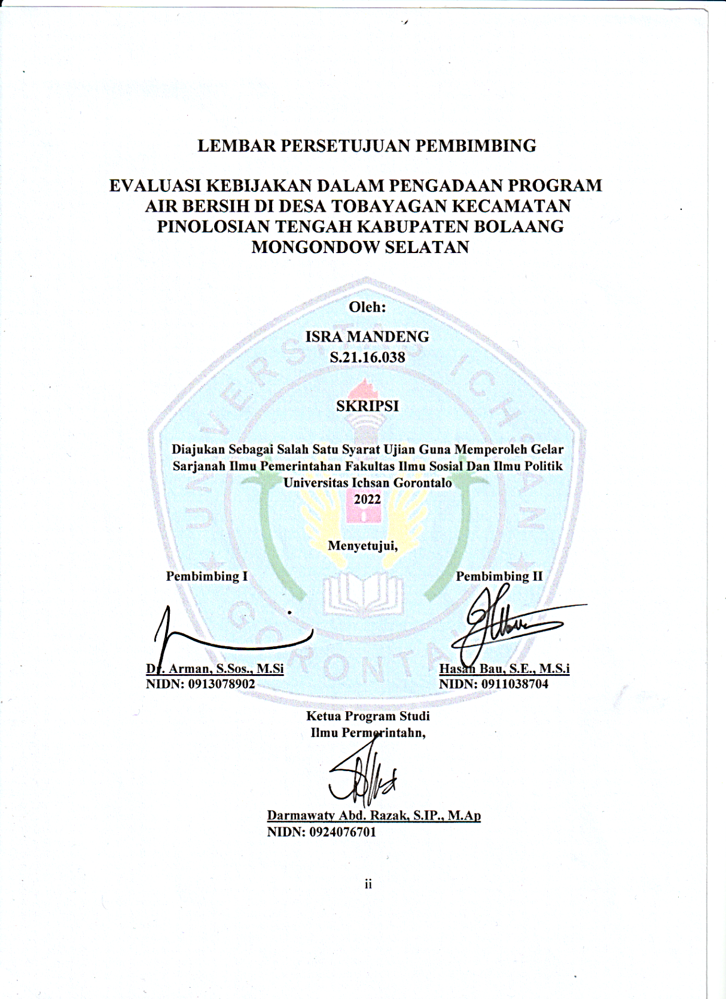 LEMBAR PERSETUJUAN PEMBIMBING
EVALUASI KEBIJAKAN DALAM PENGADAAN PROGRAM
AIR BERSIH DI DESA TOBAYAGAN KECAMATAN
PINOLOSIAN TENGAH KABUPATEN BOLAANG
MONGONDOW SELATAN
Oleh:
ISRA MANDENG
S.21.16.038
SKRIPSI
Diajukan Sebagai Salah Satu Syarat Ujian Guna Memperoleh Gelar
Sarjanah Ilmu Pemerintahan Fakultas Ilmu Sosial Dan Ilmu Politik
Universitas Ichsan Gorontalo
2022
UNIVERSITAS ICHSAN
GORONTALO
Menyetujui,
Pembimbing I Pembimbing II
Dr. Arman, S.Sos., M.Si Hasan Bau, S.E., M.S.i
NIDN: 0913078902 NIDN: 0911038704
Ketua Program Studi
Ilmu Permerintahn,
Darmawaty Abd. Razak, S.IP., M.Ap
NIDN: 0924076701
ii